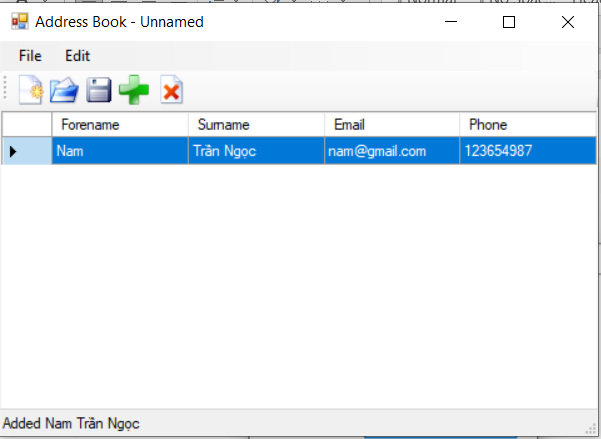 Address Book - Unnamed
File Edit
Forename Surname Email Phone
Nam Trần Ngọc nam@gmail.com 123654987
Added Nam Trần Ngọc